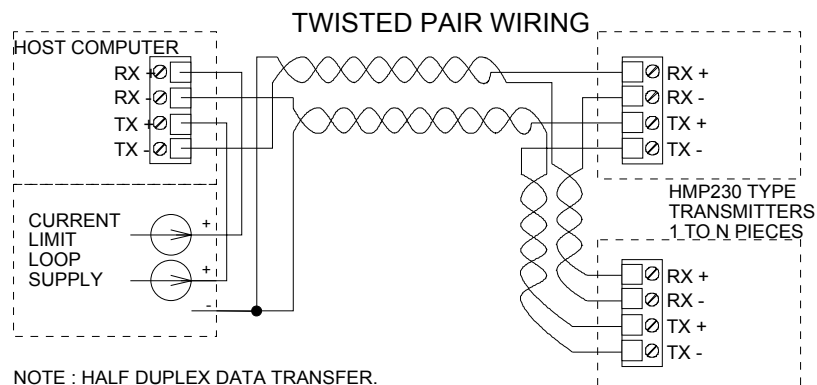 TWISTED PAIR WIRING
HOST COMPUTER
RX +
RX -
TX +
TX -
CURRENT
LIMIT
LOOP
SUPPLY
+
+
-
RX +
RX -
TX +
TX -
HMP230 TYPE
TRANSMITTERS
1 TO N PIECES
RX +
RX -
TX +
TX -
NOTE : HALF DUPLEX DATA TRANSFER.